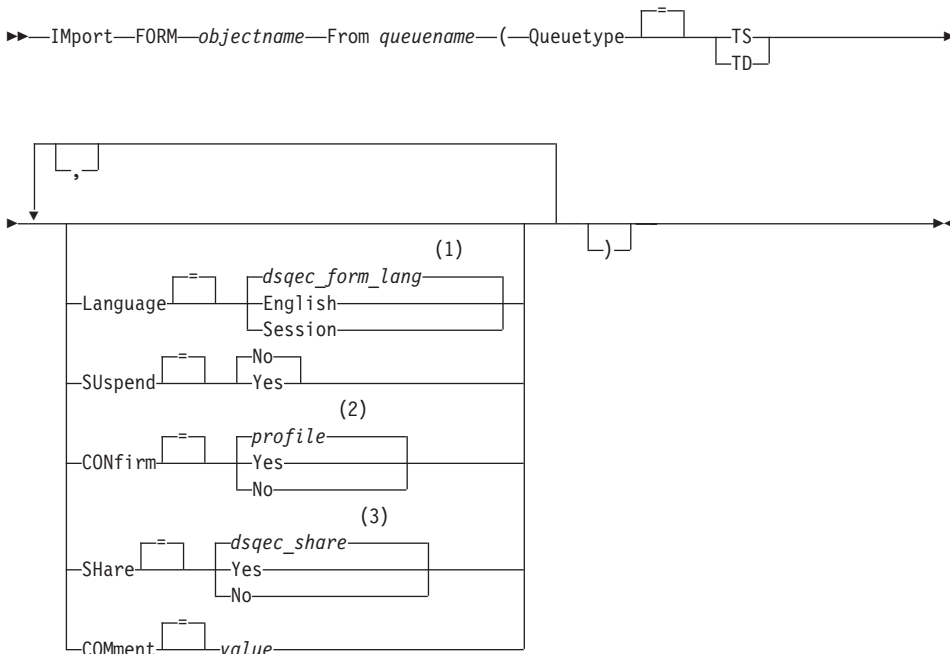 IMport FORM objectname From queuename ( Queuetype = TS
TD
,
)
(1)
Language = dsqec_form_lang
English
Session
SUspend = No
Yes
(2)
CONfirm = profile
Yes
No
(3)
SHare = dsqec_share
Yes
No
COMment = value